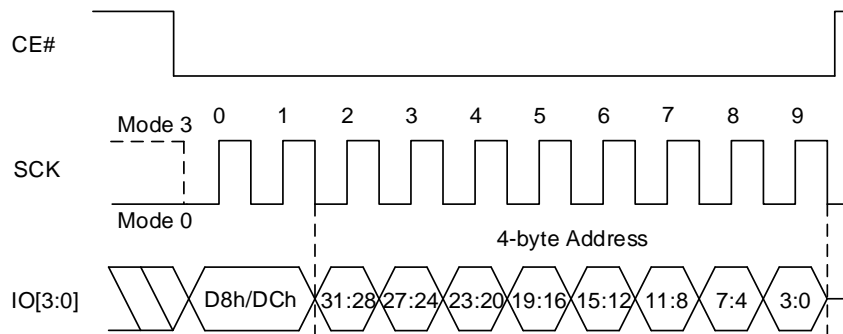 CE#
Mode 3
0 1 2 3 4 5 6 7 8 9
SCK
Mode 0
4-byte Address
IO[3:0]
D8h/DCh 31:28 27:24 23:20 19:16 15:12 11:8 7:4 3:0